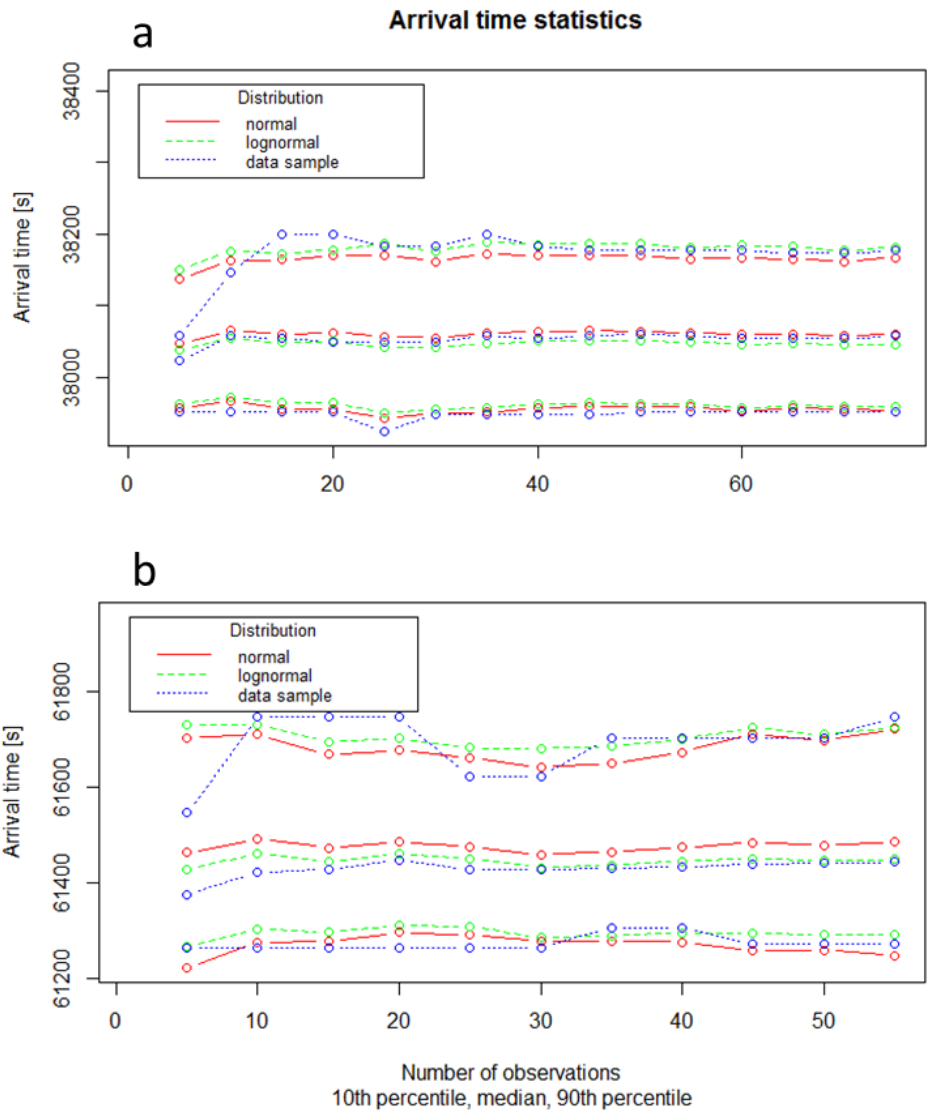 Arrival time statistics
a
Distribution
normal
lognormal
data sample
Arrival time [s]
38400
38200
38000
0 20 40 60
b
Distribution
normal
lognormal
data sample
Arrival time [s]
61800
61600
61400
61200
0 10 20 30 40 50
Number of observations
10th percentile, median, 90th percentile